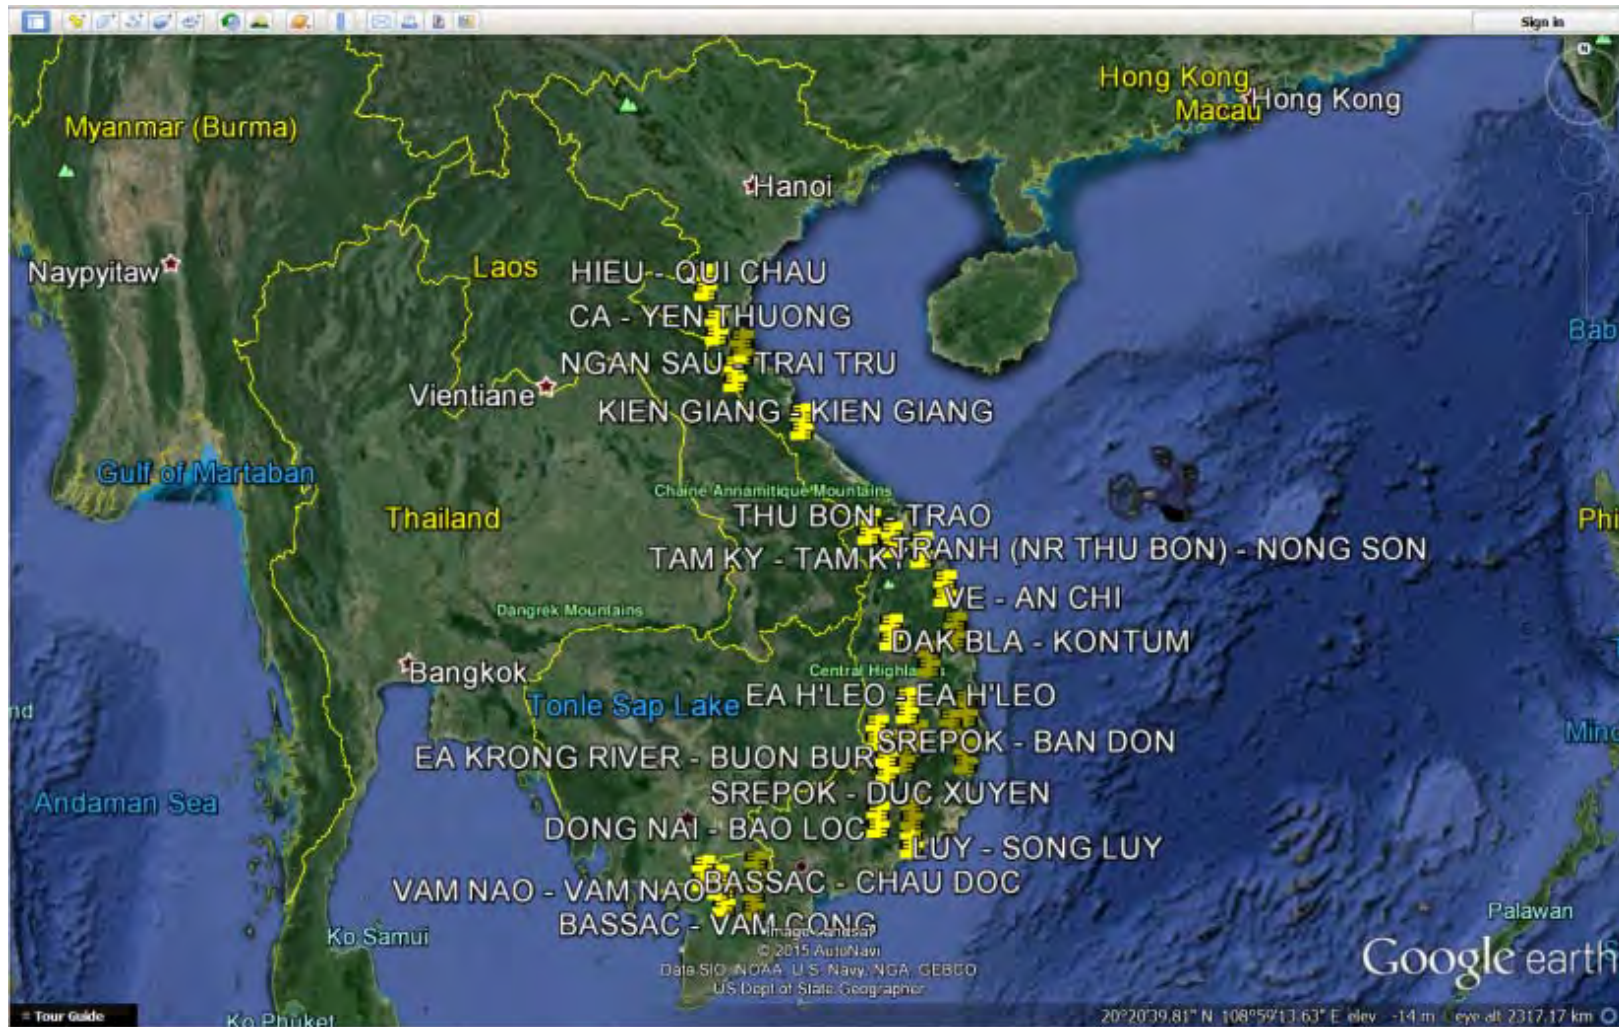 Sign in
Hong Kong
Macau
Hong Kong
Myanmar (Burma)
Hanoi
Naypyitaw
Laos
HIEU - QUI CHAU
CA - YEN THUONG
Bab
NGAN SAU - TRAI TRU
Vientiane
KIEN GIANG - KIEN GIANG
Gulf of Martaban
Chaine Annamitique Mountains
Thailand
THU BON - TRAO
Phi
TAM KY - TAM KY
TRANH (NR THU BON) - NONG SON
VE - AN CHI
Dangrek Mountains
DAK BLA - KONTUM
Bangkok
Central Highlands
nd
Tonle Sap Lake
EA H'LEO - EA H'LEO
Mind
SREPOK - BAN DON
EA KRONG RIVER - BUON BUR
SREPOK - DUC XUYEN
Andaman Sea
DONG NAI - BAO LOC
LUY - SONG LUY
BASSAC - CHAU DOC
VAM NAO - VAM NAO
BASSAC - VAM CONG
Palawan
Ko Samui
Image Landsat
© 2015 AutoNavi
Data SIO, NOAA, U.S. Navy, NGA, GEBCO
US Dept of State Geographer
Google earth
Tour Guide
Ko Phuket
20°20'39.81" N 108°59'13.63" E elev -14 m eye alt 2317.17 km